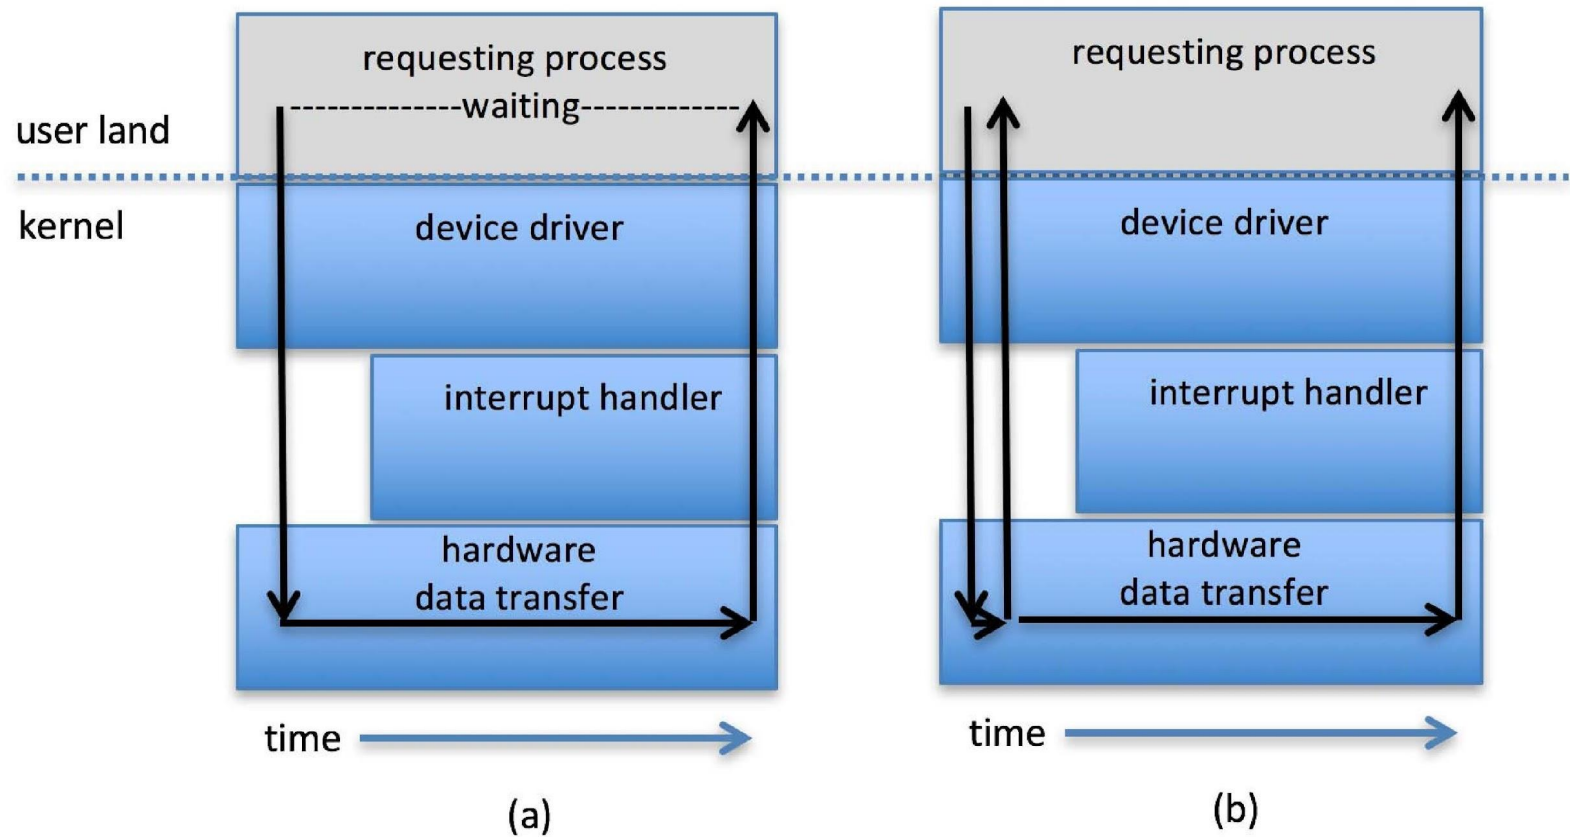 requesting process
------------waiting------------
user land
kernel
device driver
interrupt handler
hardware
data transfer
time
(a)
requesting process
device driver
interrupt handler
hardware
data transfer
time
(b)